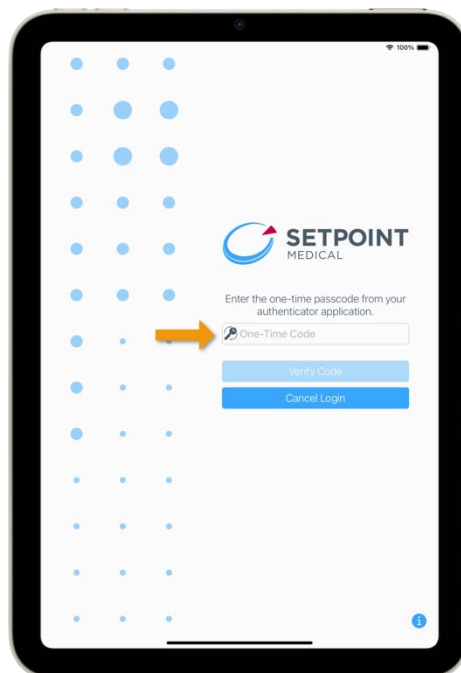 100%
SETPOINT
MEDICAL
Enter the one-time passcode from your
authenticator application.
One-Time Code
Verify Code
Cancel Login
i